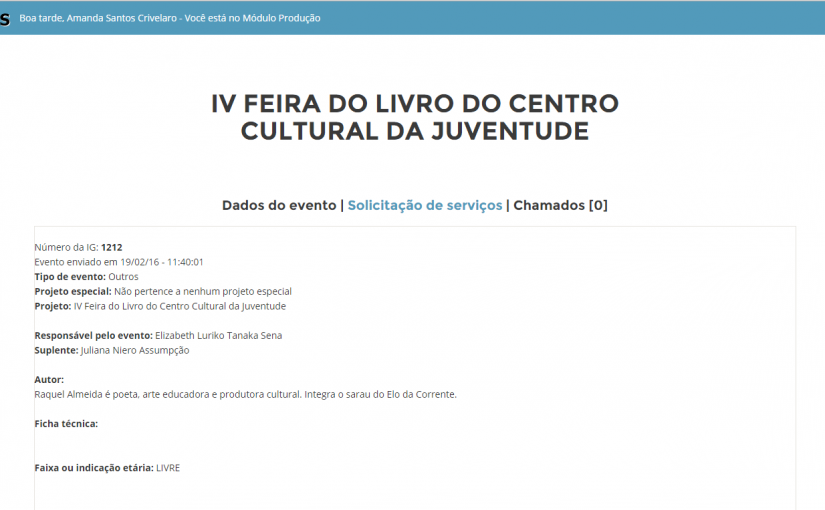 S Boa tarde, Amanda Santos Crivelaro - Você está no Módulo Produção
IV FEIRA DO LIVRO DO CENTRO
CULTURAL DA JUVENTUDE
Dados do evento | Solicitação de serviços | Chamados [0]
Número da IG: 1212
Evento enviado em 19/02/16 - 11:40:01
Tipo de evento: Outros
Projeto especial: Não pertence a nenhum projeto especial
Projeto: IV Feira do Livro do Centro Cultural da Juventude
Responsável pelo evento: Elizabeth Luriko Tanaka Sena
Suplente: Juliana Niero Assumpção
Autor:
Raquel Almeida é poeta, arte educadora e produtora cultural. Integra o sarau do Elo da Corrente.
Ficha técnica:
Faixa ou indicação etária: LIVRE